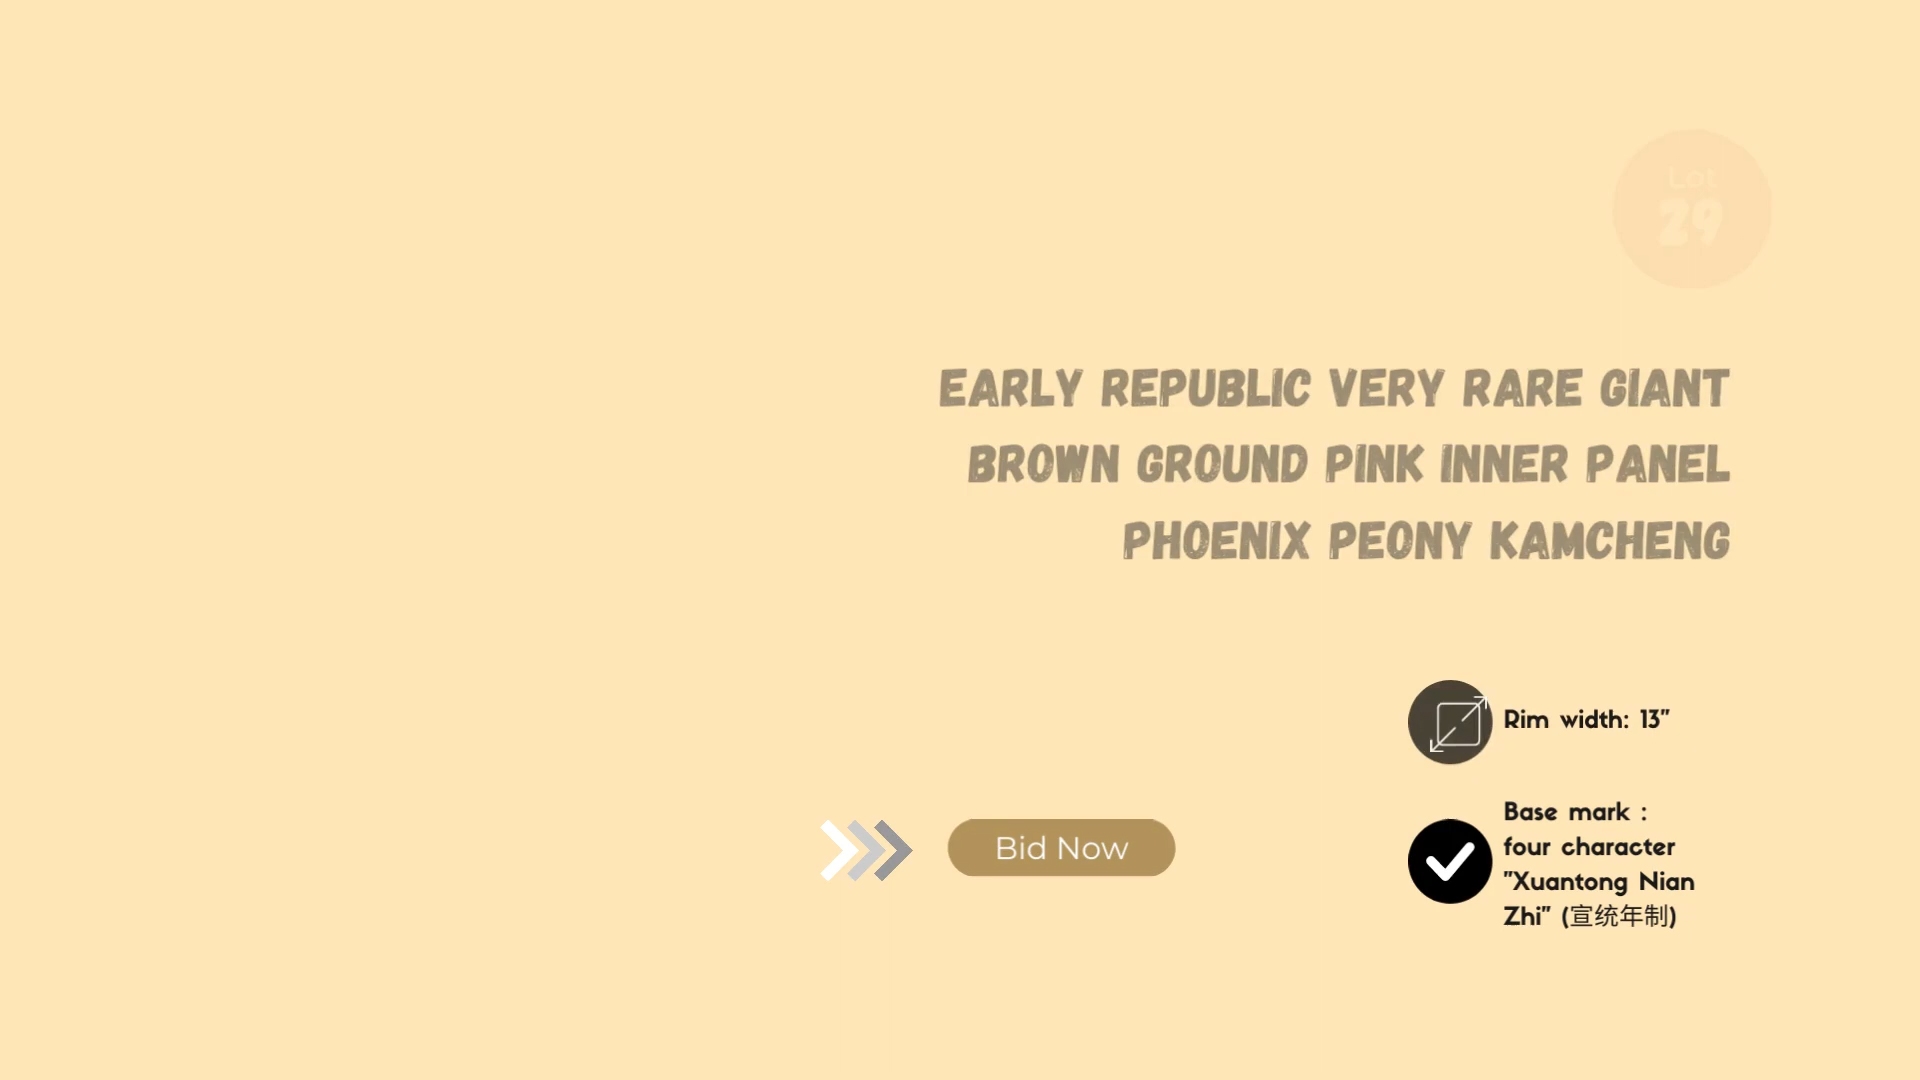 Lot
29
EARLY REPUBLIC VERY RARE GIANT
BROWN GROUND PINK INNER PANEL
PHOENIX PEONY KAMCHENG
Rim width: 13"
Bid Now
Base mark :
four character
"Xuantong Nian
Zhi" (宣统年制)